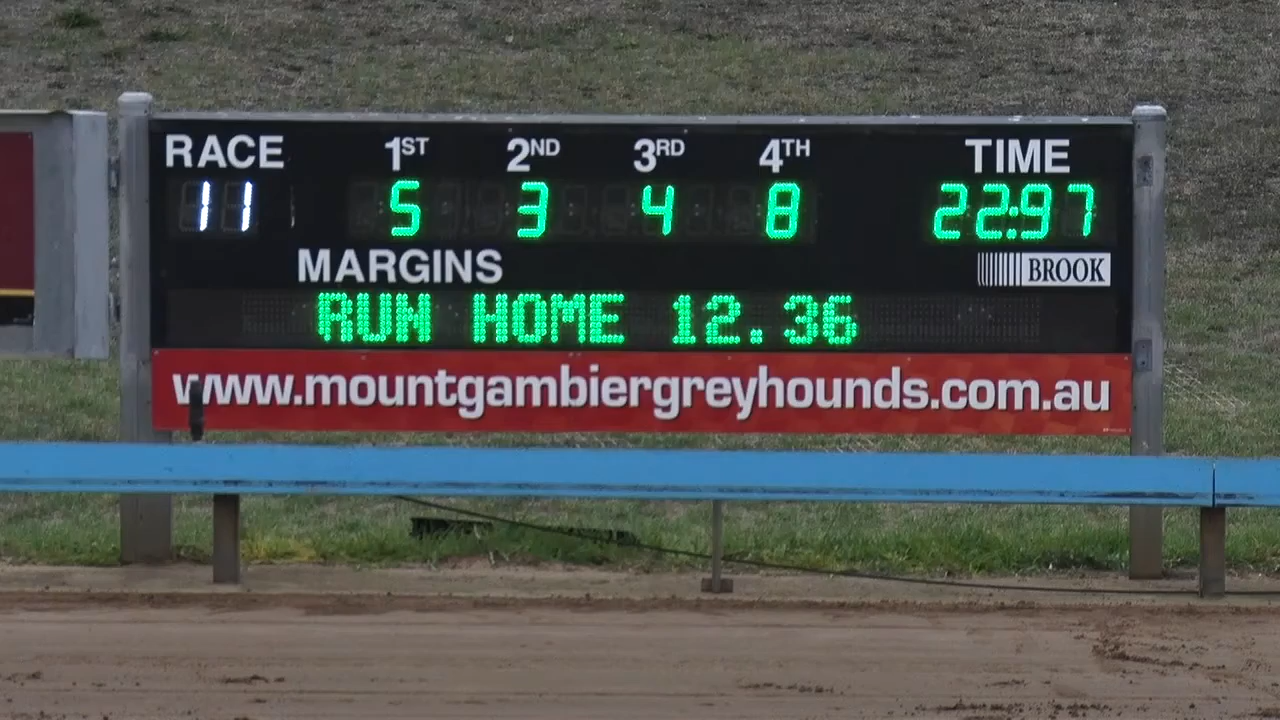 RACE 1ST 2ND 3RD 4TH TIME
11 5 3 4 8 22:97
MARGINS
BROOK
RUN HOME 12.36
www.mountgambiergreyhounds.com.au